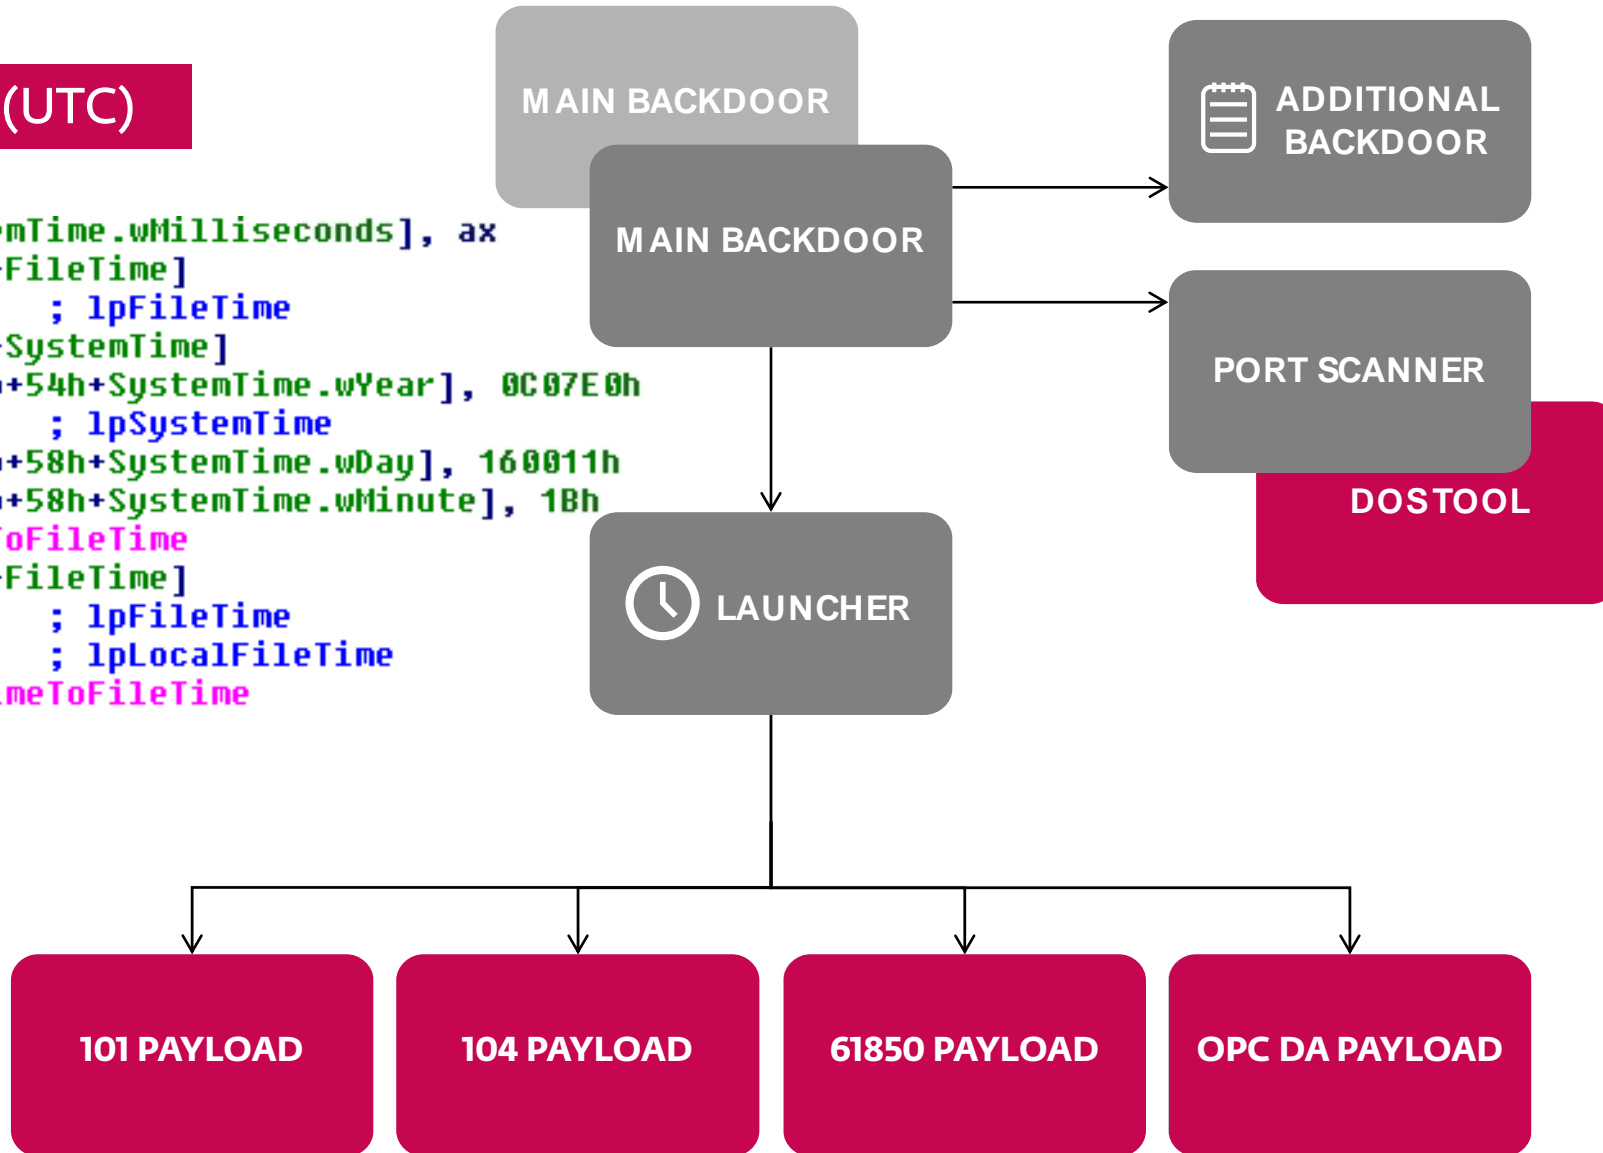 (UTC)
mTime.wMilliseconds], ax
+FileTime]
; lpFileTime
+SystemTime]
+54h+SystemTime.wYear], 0C07E0h
; lpSystemTime
+58h+SystemTime.wDay], 160011h
+58h+SystemTime.wMinute], 1Bh
oFileTime
+FileTime]
; lpFileTime
; lpLocalFileTime
meToFileTime
MAIN BACKDOOR
MAIN BACKDOOR
ADDITIONAL
BACKDOOR
PORT SCANNER
DOS TOOL
LAUNCHER
101 PAYLOAD
104 PAYLOAD
61850 PAYLOAD
OPC DA PAYLOAD